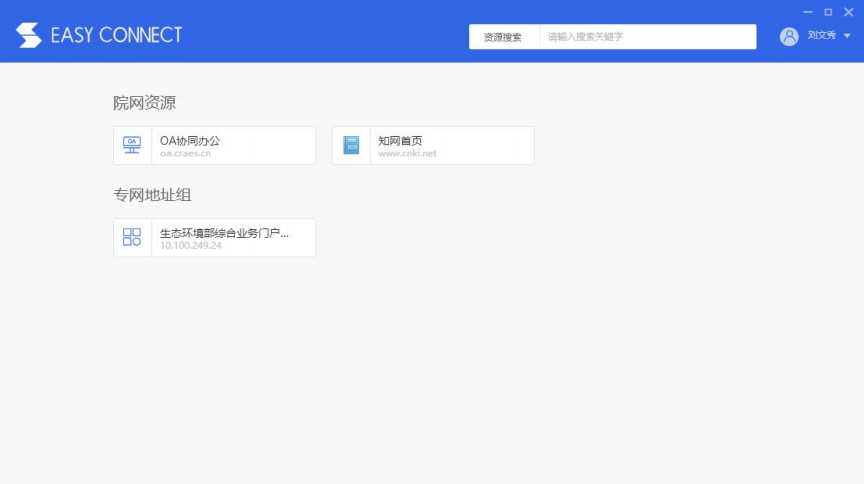 EASY CONNECT
资源搜索 请输入搜索关键字
刘文秀
院网资源
OA协同办公
oa.craes.cn
知网首页
www.cnki.net
专网地址组
生态环境部综合业务门户...
10.100.249.24